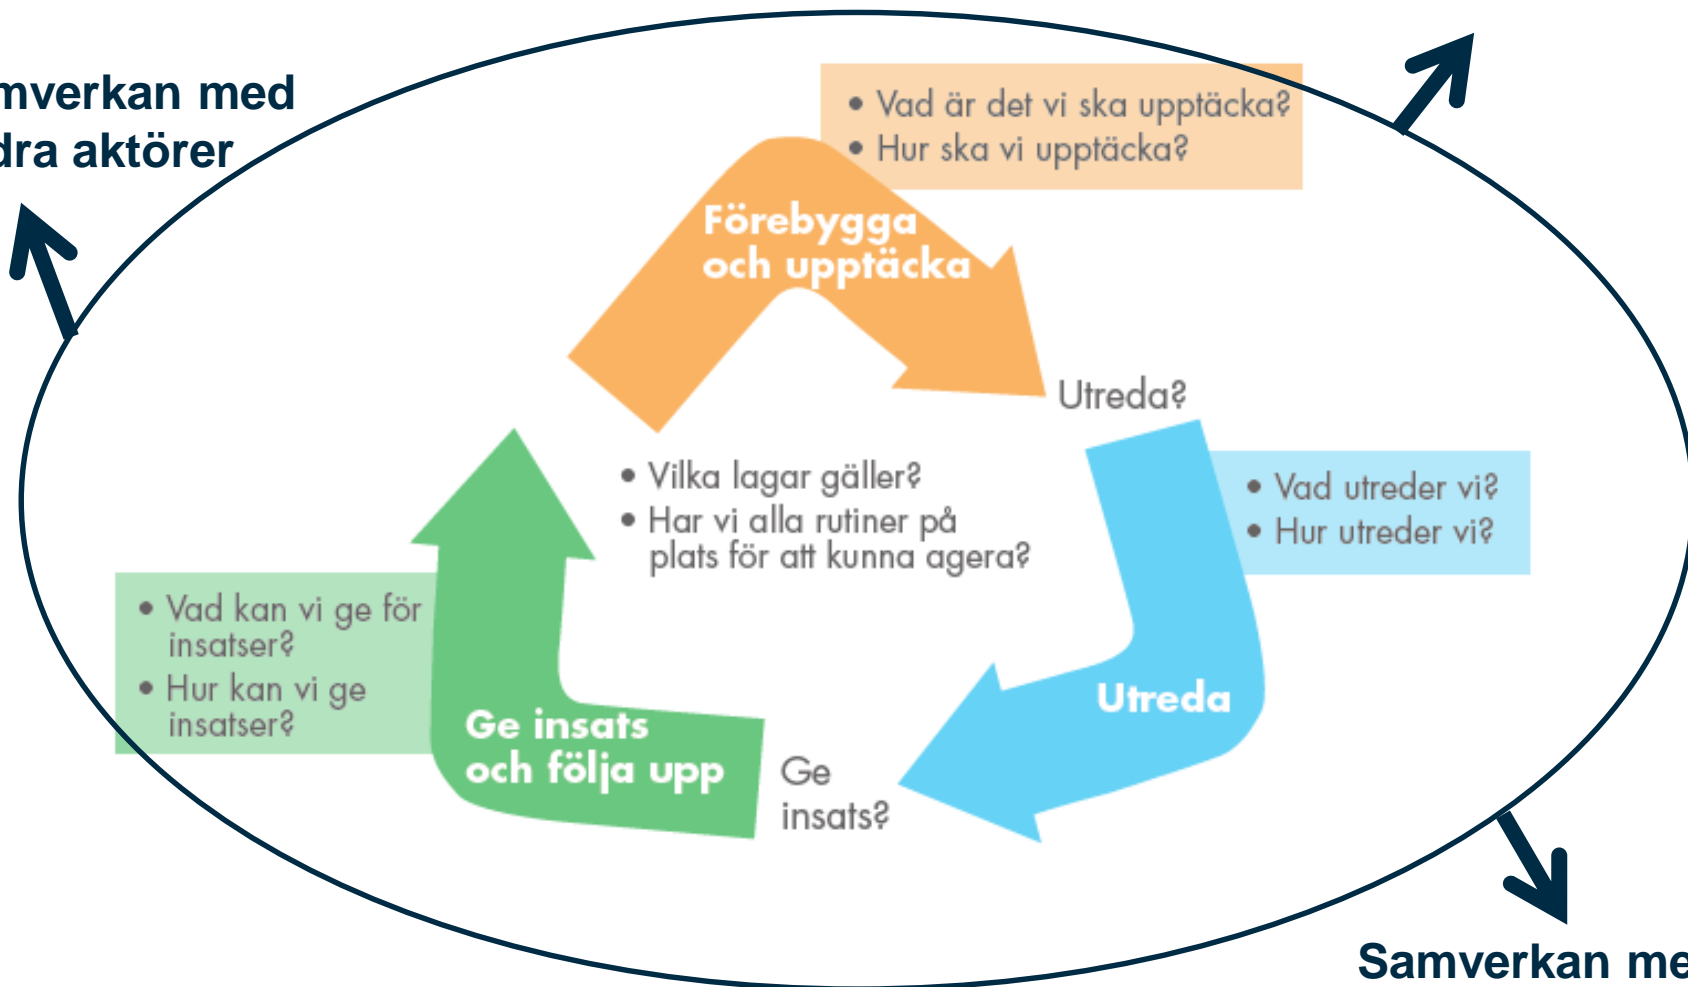 mverkan med
dra aktörer
• Vad är det vi ska upptäcka?
• Hur ska vi upptäcka?
Förebygga
och upptäcka
Utreda?
• Vilka lagar gäller?
• Har vi alla rutiner på
plats för att kunna agera?
• Vad utreder vi?
• Hur utreder vi?
• Vad kan vi ge för
insatser?
• Hur kan vi ge
insatser?
Utreda
Ge insats
och följa upp
Ge
insats?
Samverkan me